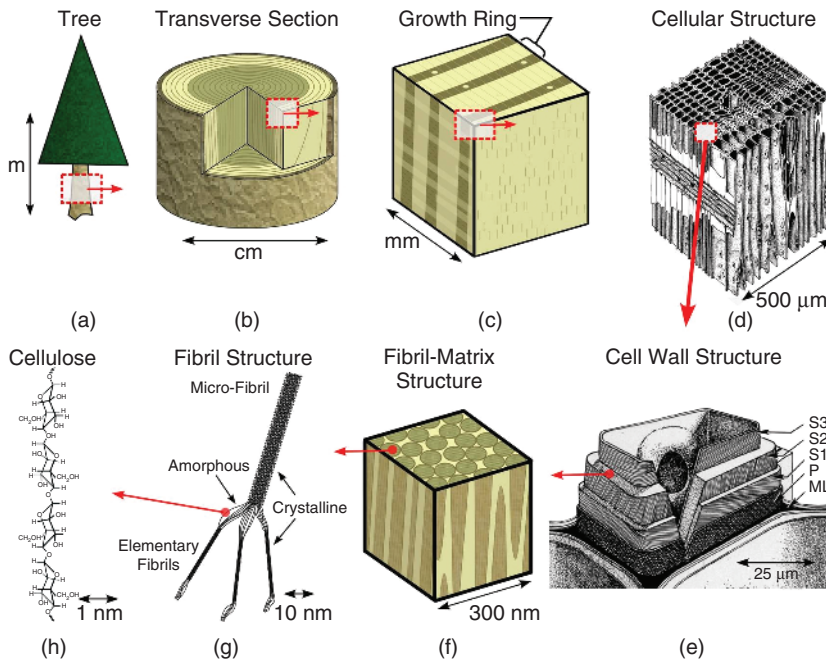 Tree
m
(a)
Transverse Section
cm
(b)
Growth Ring
mm
(c)
Cellular Structure
500 μm
(d)
Cellulose
1 nm
(h)
Fibril Structure
Micro-Fibril
Amorphous
Crystalline
Elementary
Fibrils
10 nm
(g)
Fibril-Matrix
Structure
300 nm
(f)
Cell Wall Structure
S3
S2
S1
P
ML
25 μm
(e)